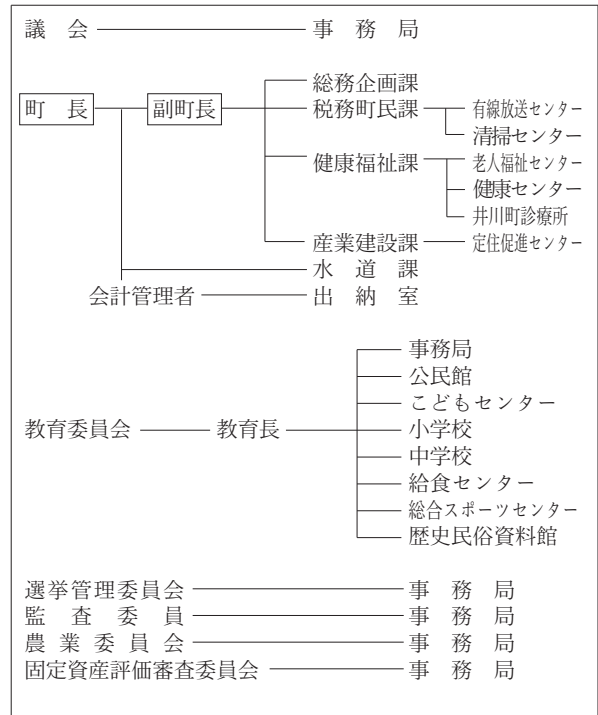 議会 事務局
総務企画課
町長 副町長 税務町民課 有線放送センター
清掃センター
健康福祉課 老人福祉センター
健康センター
井川町診療所
産業建設課 定住促進センター
水道課
会計管理者 出納室
事務局
公民館
こどもセンター
教育委員会 教育長 小学校
中学校
給食センター
総合スポーツセンター
歴史民俗資料館
選挙管理委員会 事務局
監査委員 事務局
農業委員会 事務局
固定資産評価審査委員会 事務局